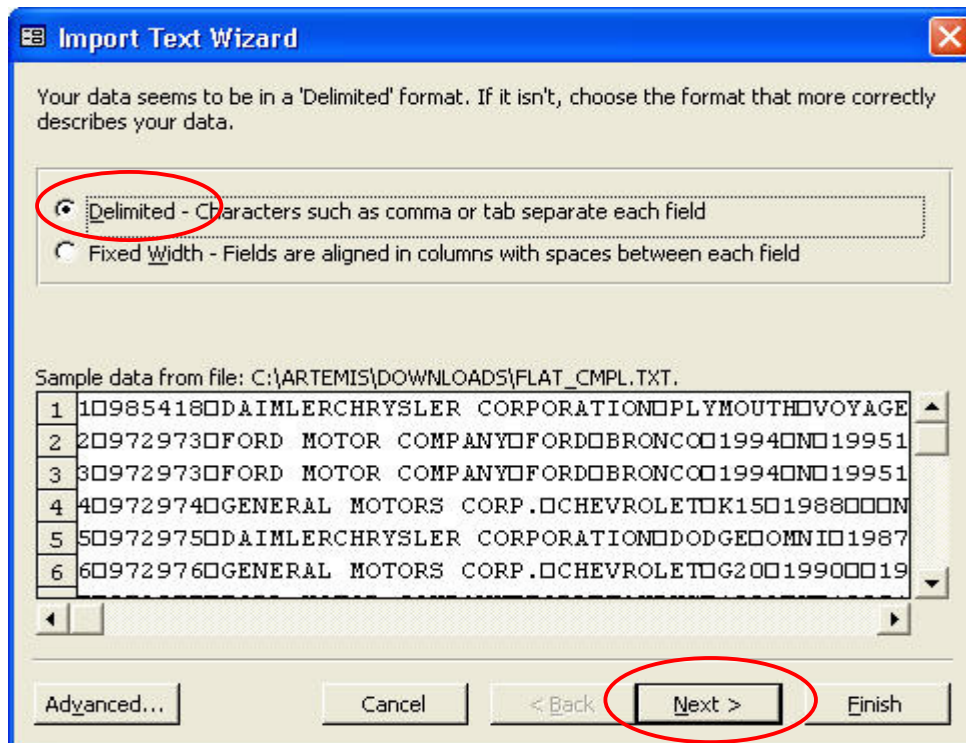 Import Text Wizard
Your data seems to be in a 'Delimited' format. If it isn't, choose the format that more correctly
describes your data.
Delimited - Characters such as comma or tab separate each field
Fixed Width - Fields are aligned in columns with spaces between each field
Sample data from file: C:\ARTEMIS\DOWNLOADS\FLAT_CMPL.TXT.
1 1□985418□DAIMLERCHRYSLER CORPORATION□PLYMOUTH□VOYAGE
2 2□972973□FORD MOTOR COMPANY□FORD□BRONCO□1994□N□19951
3 3□972973□FORD MOTOR COMPANY□FORD□BRONCO□1994□N□19951
4 4□972974□GENERAL MOTORS CORP.□CHEVROLET□K15□1988□□□N
5 5□972975□DAIMLERCHRYSLER CORPORATION□DODGE□OMNI□1987
6 6□972976□GENERAL MOTORS CORP.□CHEVROLET□G20□1990□□19
Advanced... Cancel < Back Next > Finish